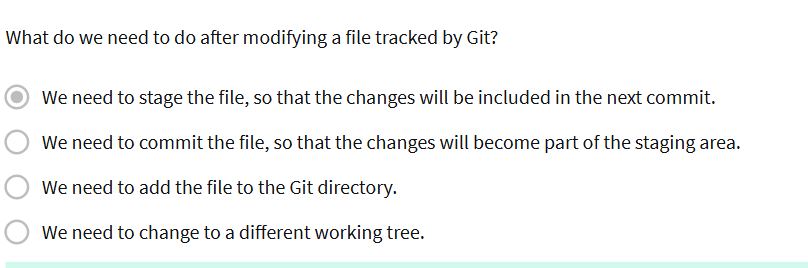 What do we need to do after modifying a file tracked by Git?
We need to stage the file, so that the changes will be included in the next commit.
We need to commit the file, so that the changes will become part of the staging area.
We need to add the file to the Git directory.
We need to change to a different working tree.